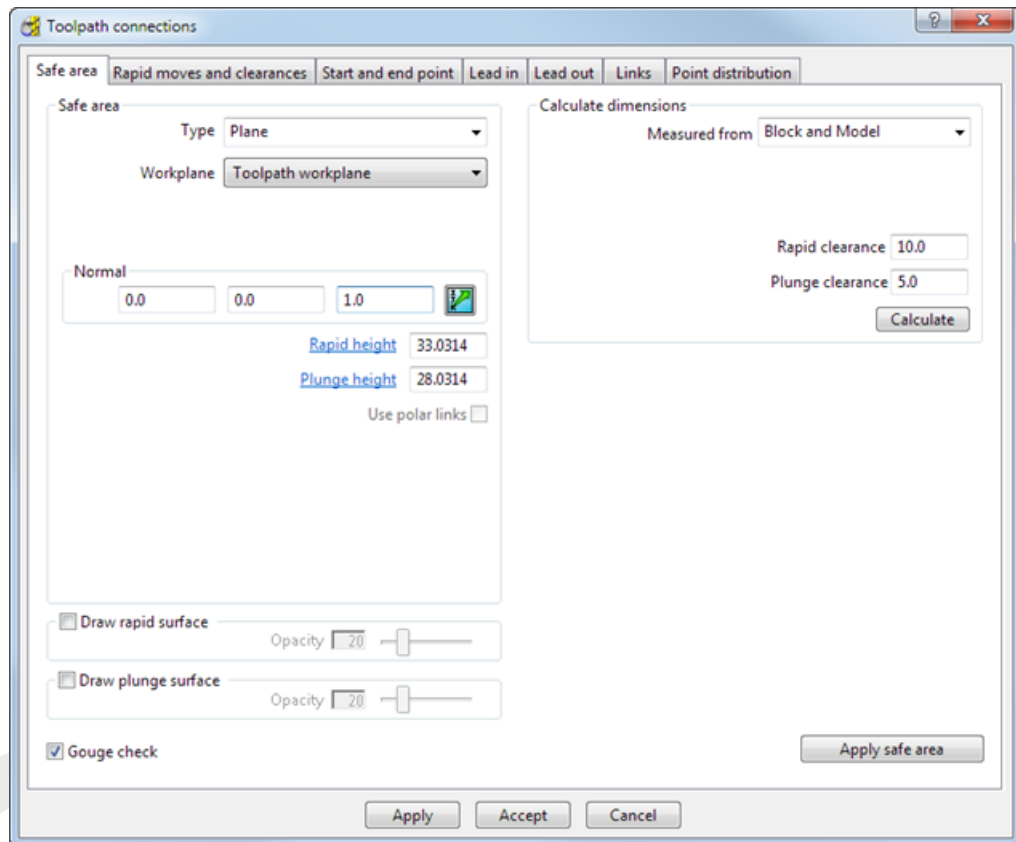 Toolpath connections
?
Safe area Rapid moves and clearances Start and end point Lead in Lead out Links Point distribution
Safe area
Type Plane
Workplane Toolpath workplane
Normal
0.0 0.0 1.0
Rapid height 33.0314
Plunge height 28.0314
Use polar links
Calculate dimensions
Measured from Block and Model
Rapid clearance 10.0
Plunge clearance 5.0
Calculate
Draw rapid surface
Opacity 20
Draw plunge surface
Opacity 20
Gouge check
Apply safe area
Apply Accept Cancel